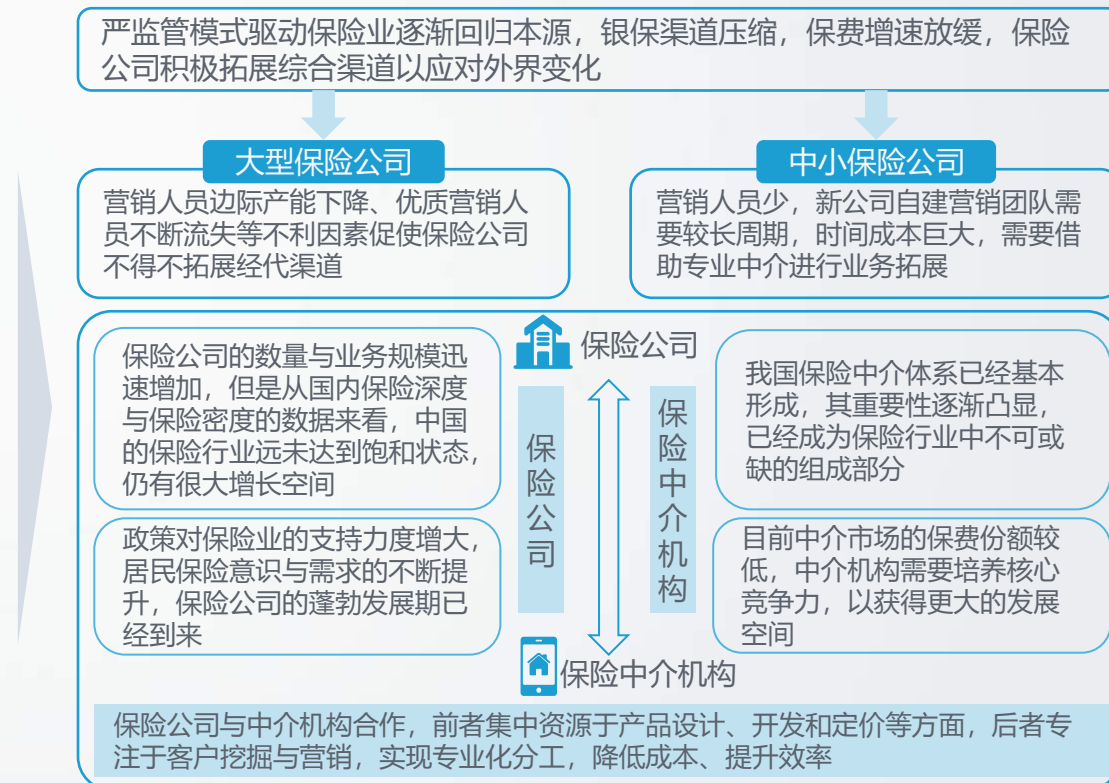 严监管模式驱动保险业逐渐回归本源，银保渠道压缩，保费增速放缓，保险
公司积极拓展综合渠道以应对外界变化
大型保险公司
营销人员边际产能下降、优质营销人
员不断流失等不利因素促使保险公司
不得不拓展经代渠道
中小保险公司
营销人员少，新公司自建营销团队需
要较长周期，时间成本巨大，需要借
助专业中介进行业务拓展
保险公司
保险公司的数量与业务规模迅
速增加，但是从国内保险深度
与保险密度的数据来看，中国
的保险行业远未达到饱和状态，
仍有很大增长空间
政策对保险业的支持力度增大，
居民保险意识与需求的不断提
升，保险公司的蓬勃发展期已
经到来
保险公司
保险中介机构
我国保险中介体系已经基本
形成，其重要性逐渐凸显，
已经成为保险行业中不可或
缺的组成部分
目前中介市场的保费份额较
低，中介机构需要培养核心
竞争力，以获得更大的发展
空间
保险中介机构
保险公司与中介机构合作，前者集中资源于产品设计、开发和定价等方面，后者专
注于客户挖掘与营销，实现专业化分工，降低成本、提升效率